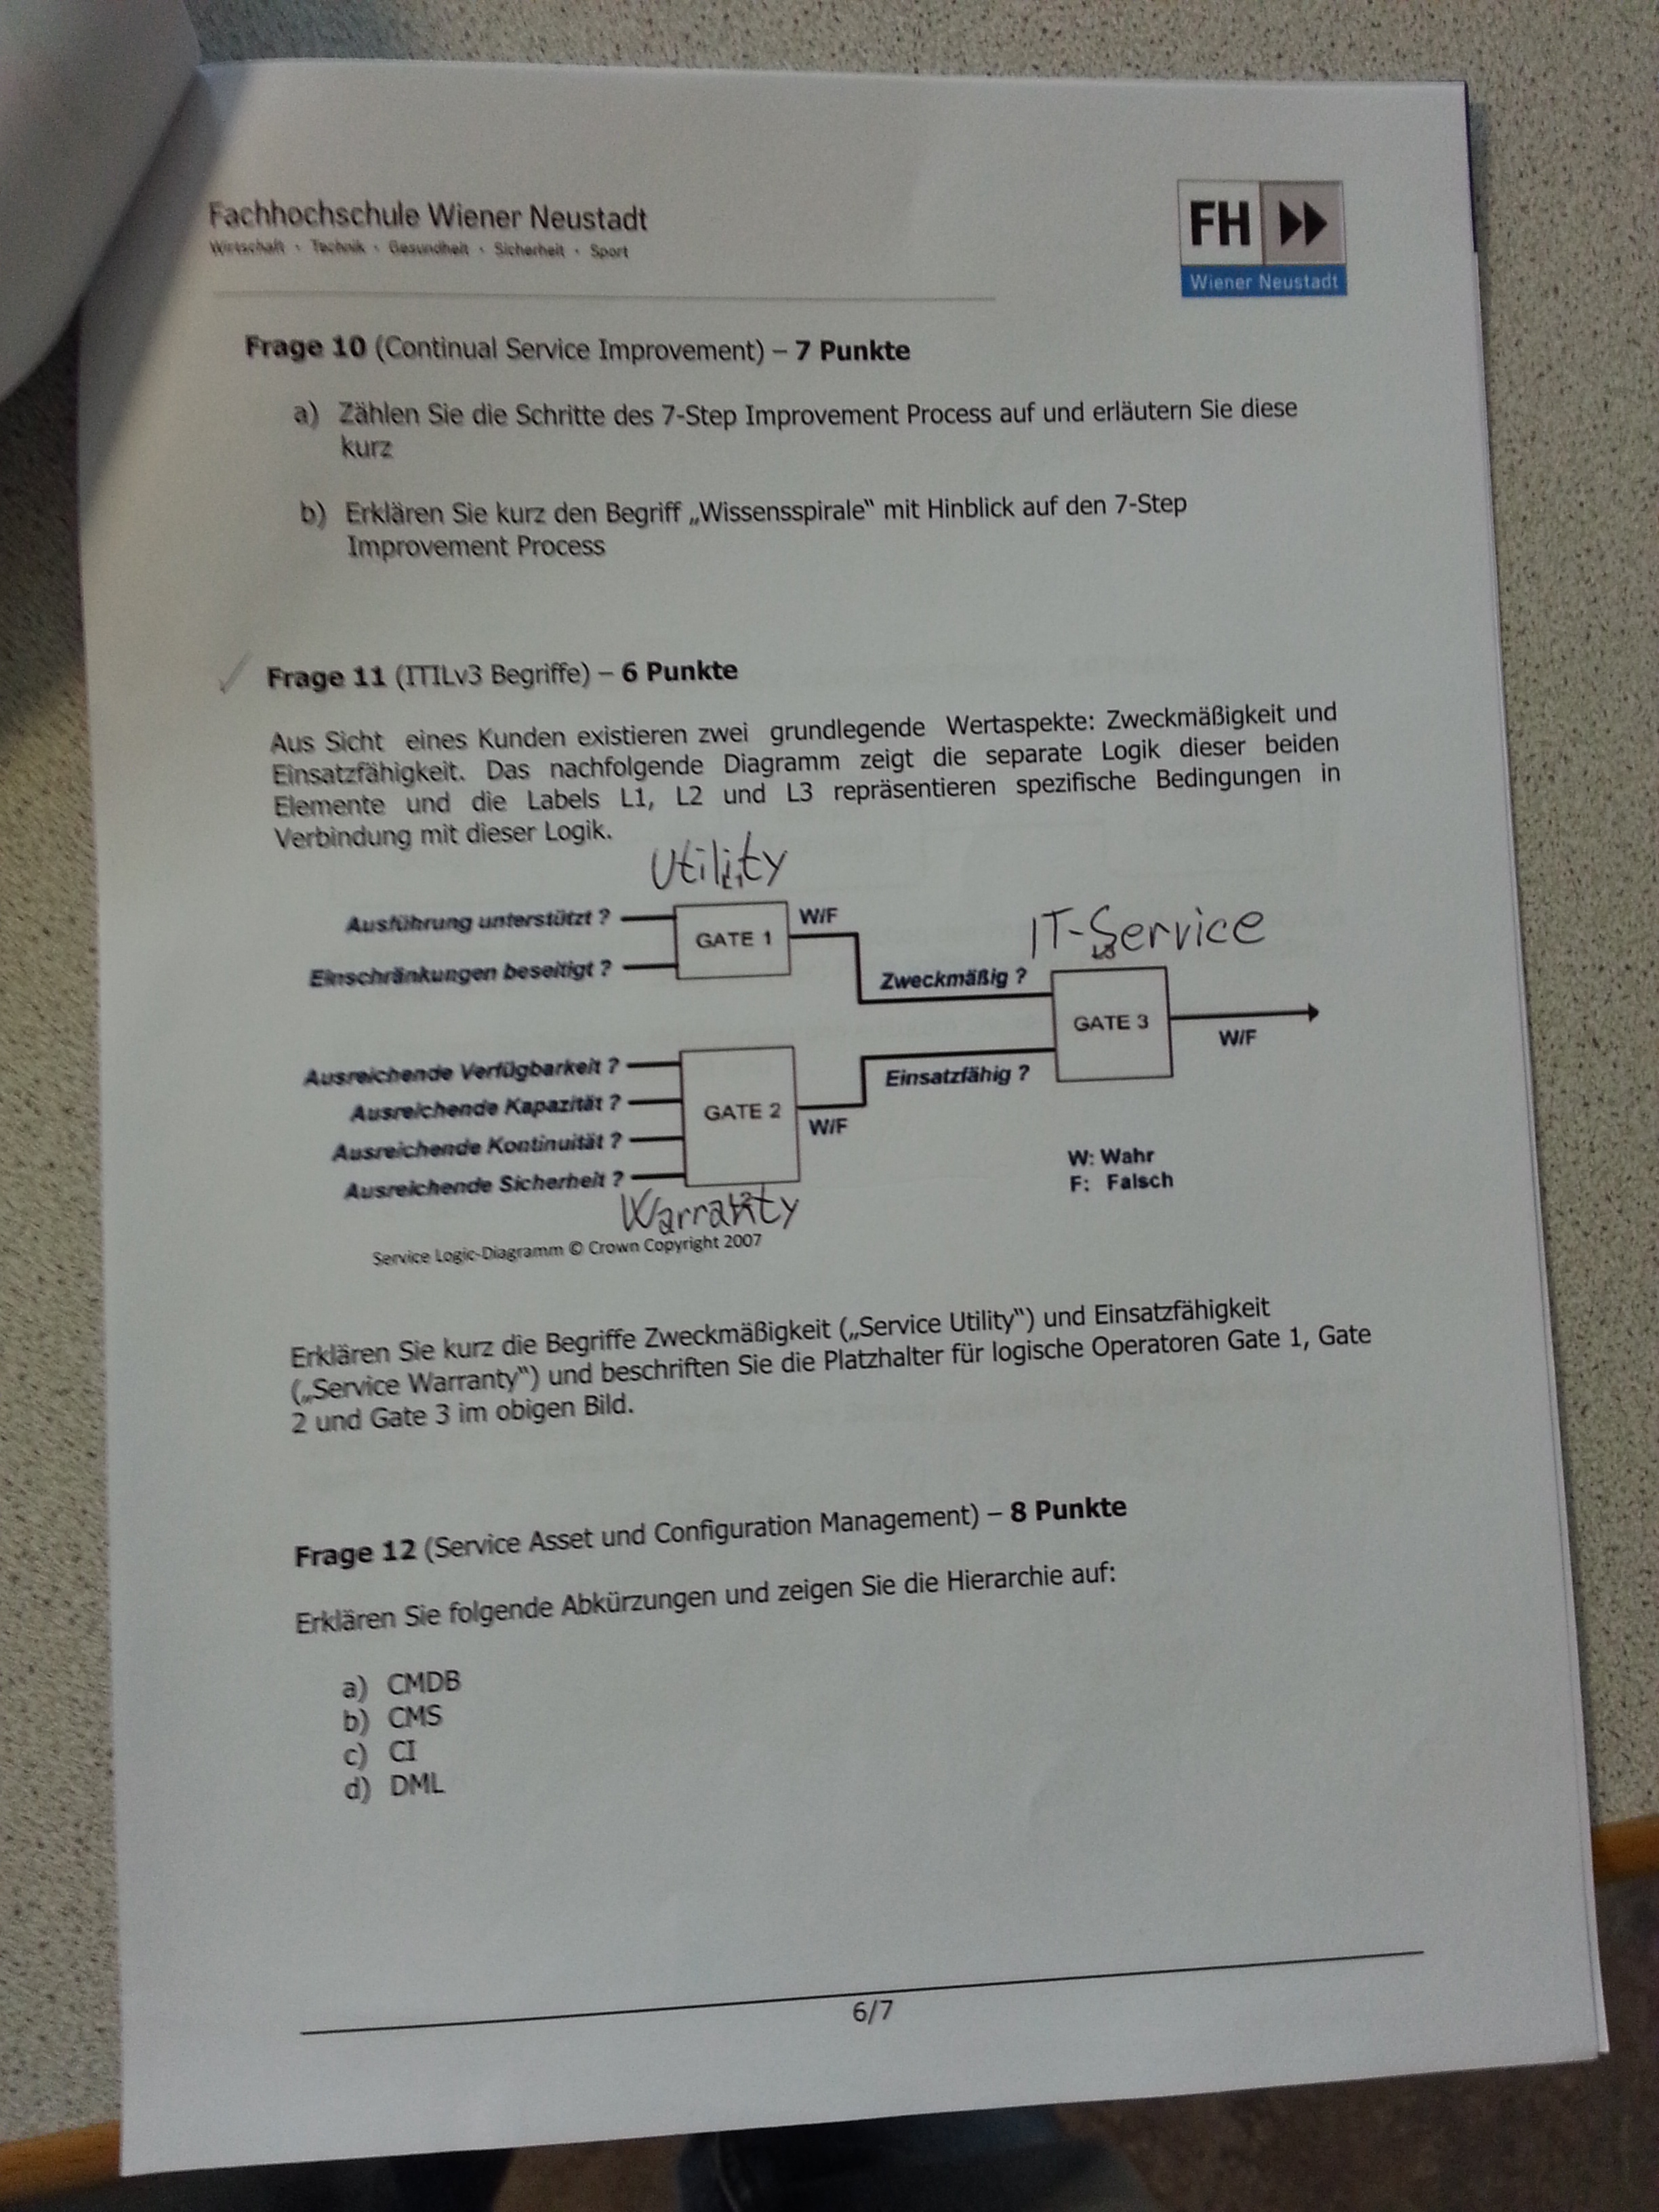 Fachhochschule Wiener Neustadt
Wirtschaft · Technik · Gesundheit · Sicherheit · Sport
FH
Wiener Neustadt
Frage 10 (Continual Service Improvement) – 7 Punkte
a) Zählen Sie die Schritte des 7-Step Improvement Process auf und erläutern Sie diese
kurz
b) Erklären Sie kurz den Begriff „Wissensspirale“ mit Hinblick auf den 7-Step
Improvement Process
Frage 11 (ITILv3 Begriffe) – 6 Punkte
Aus Sicht eines Kunden existieren zwei grundlegende Wertaspekte: Zweckmäßigkeit und
Einsatzfähigkeit. Das nachfolgende Diagramm zeigt die separate Logik dieser beiden
Elemente und die Labels L1, L2 und L3 repräsentieren spezifische Bedingungen in
Verbindung mit dieser Logik.
Utility
Ausführung unterstützt ?
GATE 1
W/F
IT-Service
L3
Einschränkungen beseitigt ?
Zweckmäßig ?
GATE 3
W/F
Ausreichende Verfügbarkeit ?
Einsatzfähig ?
Ausreichende Kapazität ?
GATE 2
W/F
Ausreichende Kontinuität ?
W: Wahr
Ausreichende Sicherheit ?
F: Falsch
Warranty
Service Logic-Diagramm © Crown Copyright 2007
Erklären Sie kurz die Begriffe Zweckmäßigkeit („Service Utility“) und Einsatzfähigkeit
(„Service Warranty“) und beschriften Sie die Platzhalter für logische Operatoren Gate 1, Gate
2 und Gate 3 im obigen Bild.
Frage 12 (Service Asset und Configuration Management) – 8 Punkte
Erklären Sie folgende Abkürzungen und zeigen Sie die Hierarchie auf:
a) CMDB
b) CMS
c) CI
d) DML
6/7